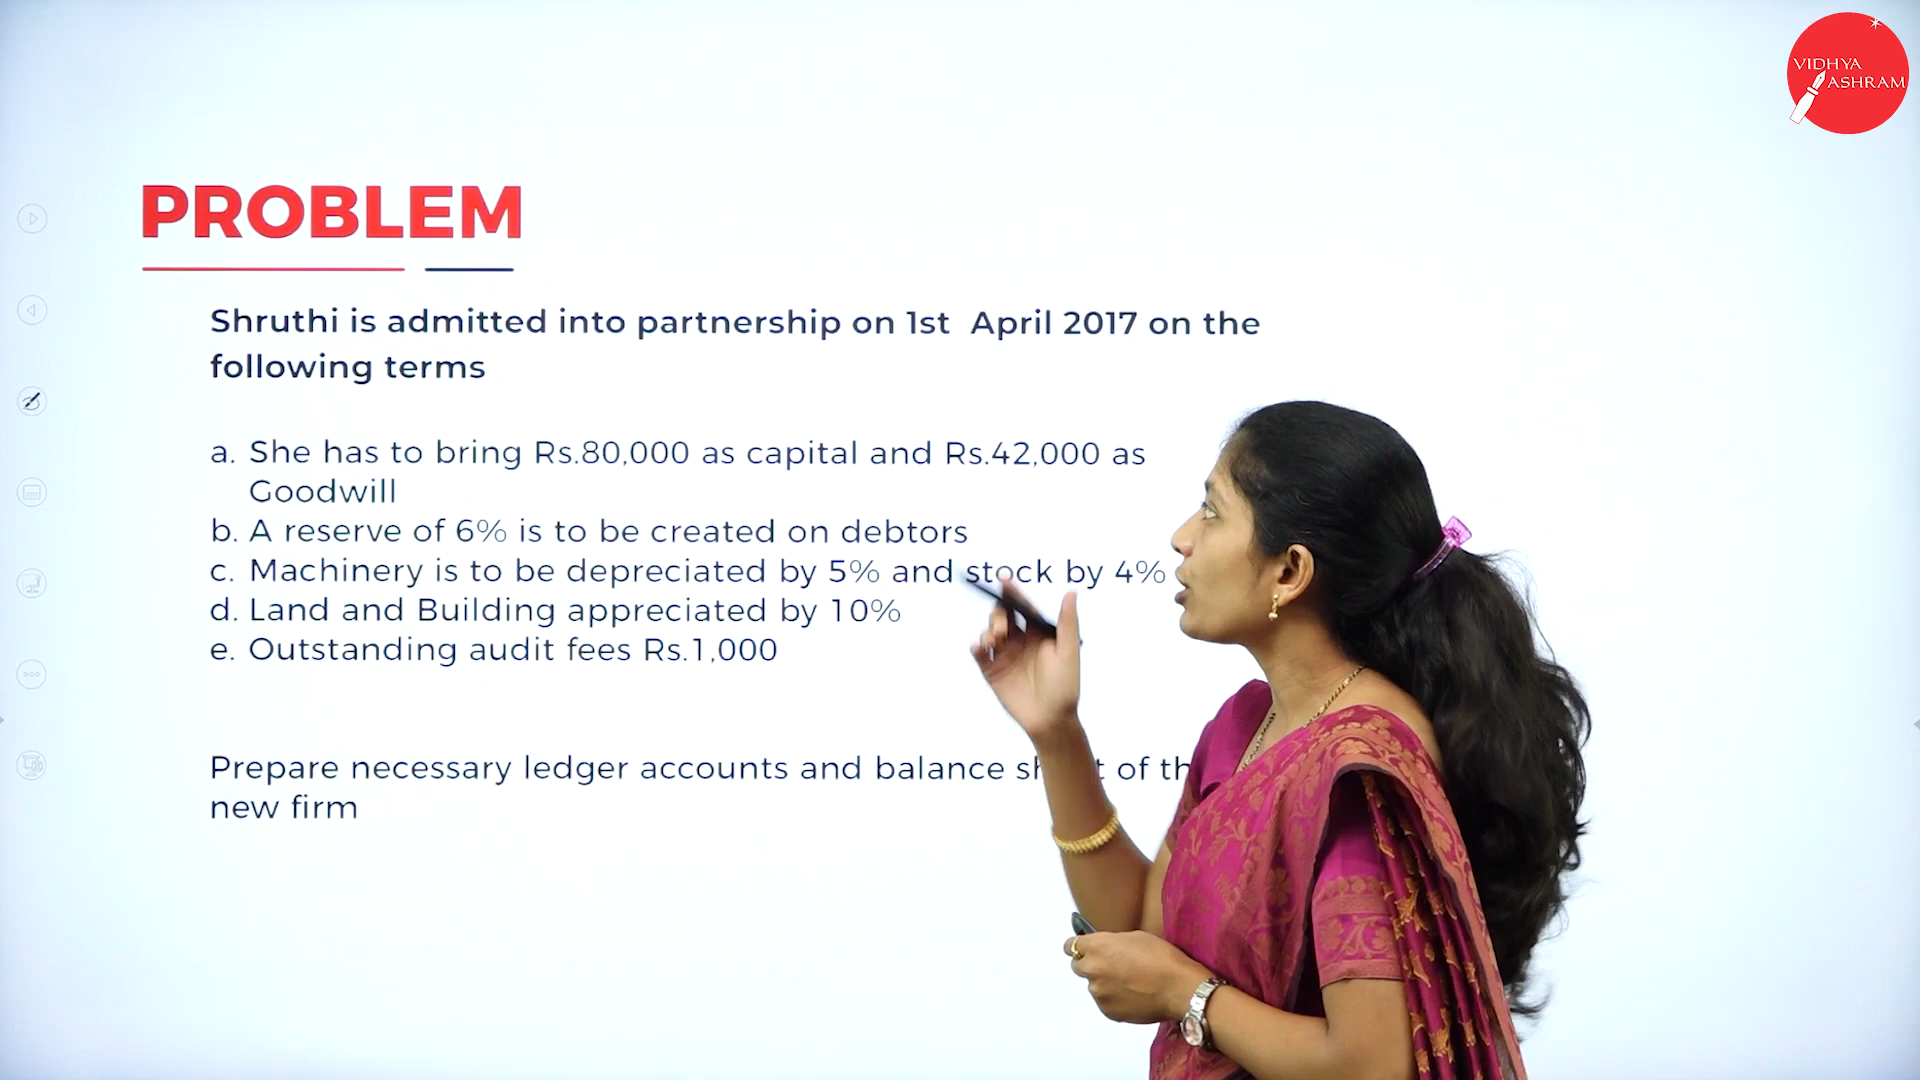 VIDHYA
ASHRAM
PROBLEM
Shruthi is admitted into partnership on 1st April 2017 on the
following terms
a. She has to bring Rs.80,000 as capital and Rs.42,000 as
Goodwill
b. A reserve of 6% is to be created on debtors
c. Machinery is to be depreciated by 5% and stock by 4%
d. Land and Building appreciated by 10%
e. Outstanding audit fees Rs.1,000
Prepare necessary ledger accounts and balance of
new firm